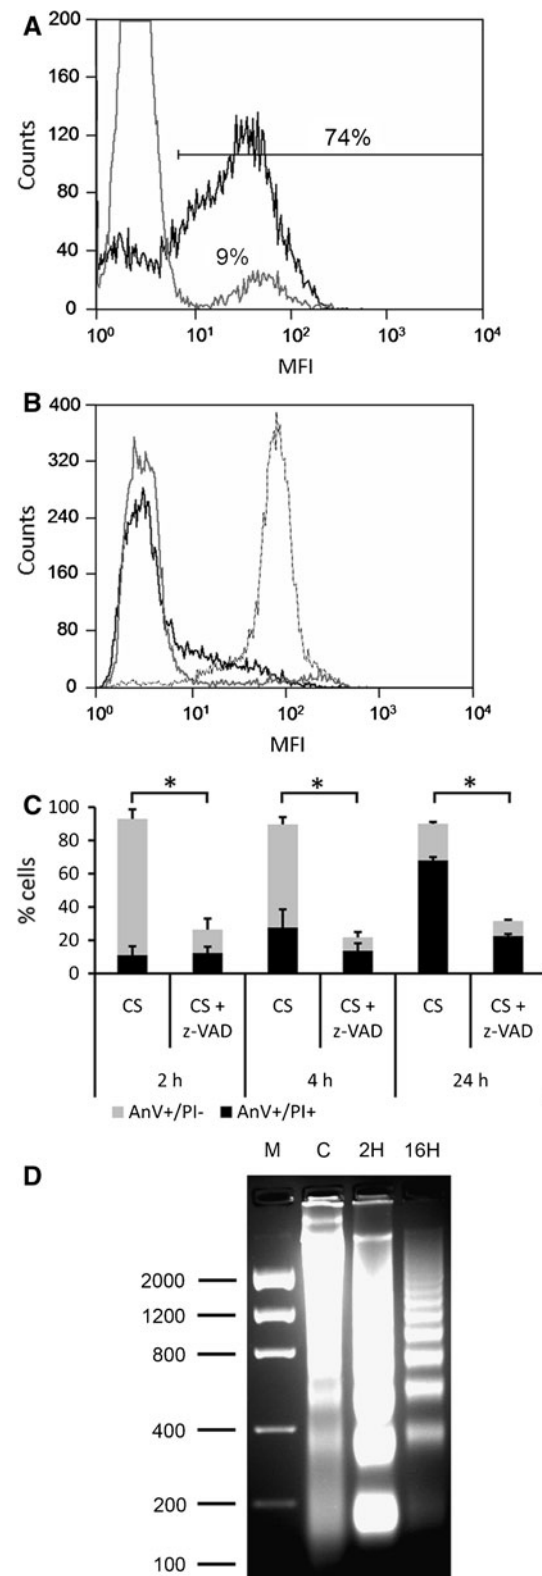 A
200
160
120
80
40
0
Counts
74%
9%
10⁰ 10¹ 10² 10³ 10⁴
MFI
B
400
320
240
160
80
0
Counts
10⁰ 10¹ 10² 10³ 10⁴
MFI
C
100
80
60
40
20
0
% cells
* * *
CS CS + z-VAD CS CS + z-VAD CS CS + z-VAD
2 h 4 h 24 h
AnV+/PI- AnV+/PI+
D
M C 2H 16H
2000
1200
800
400
200
100